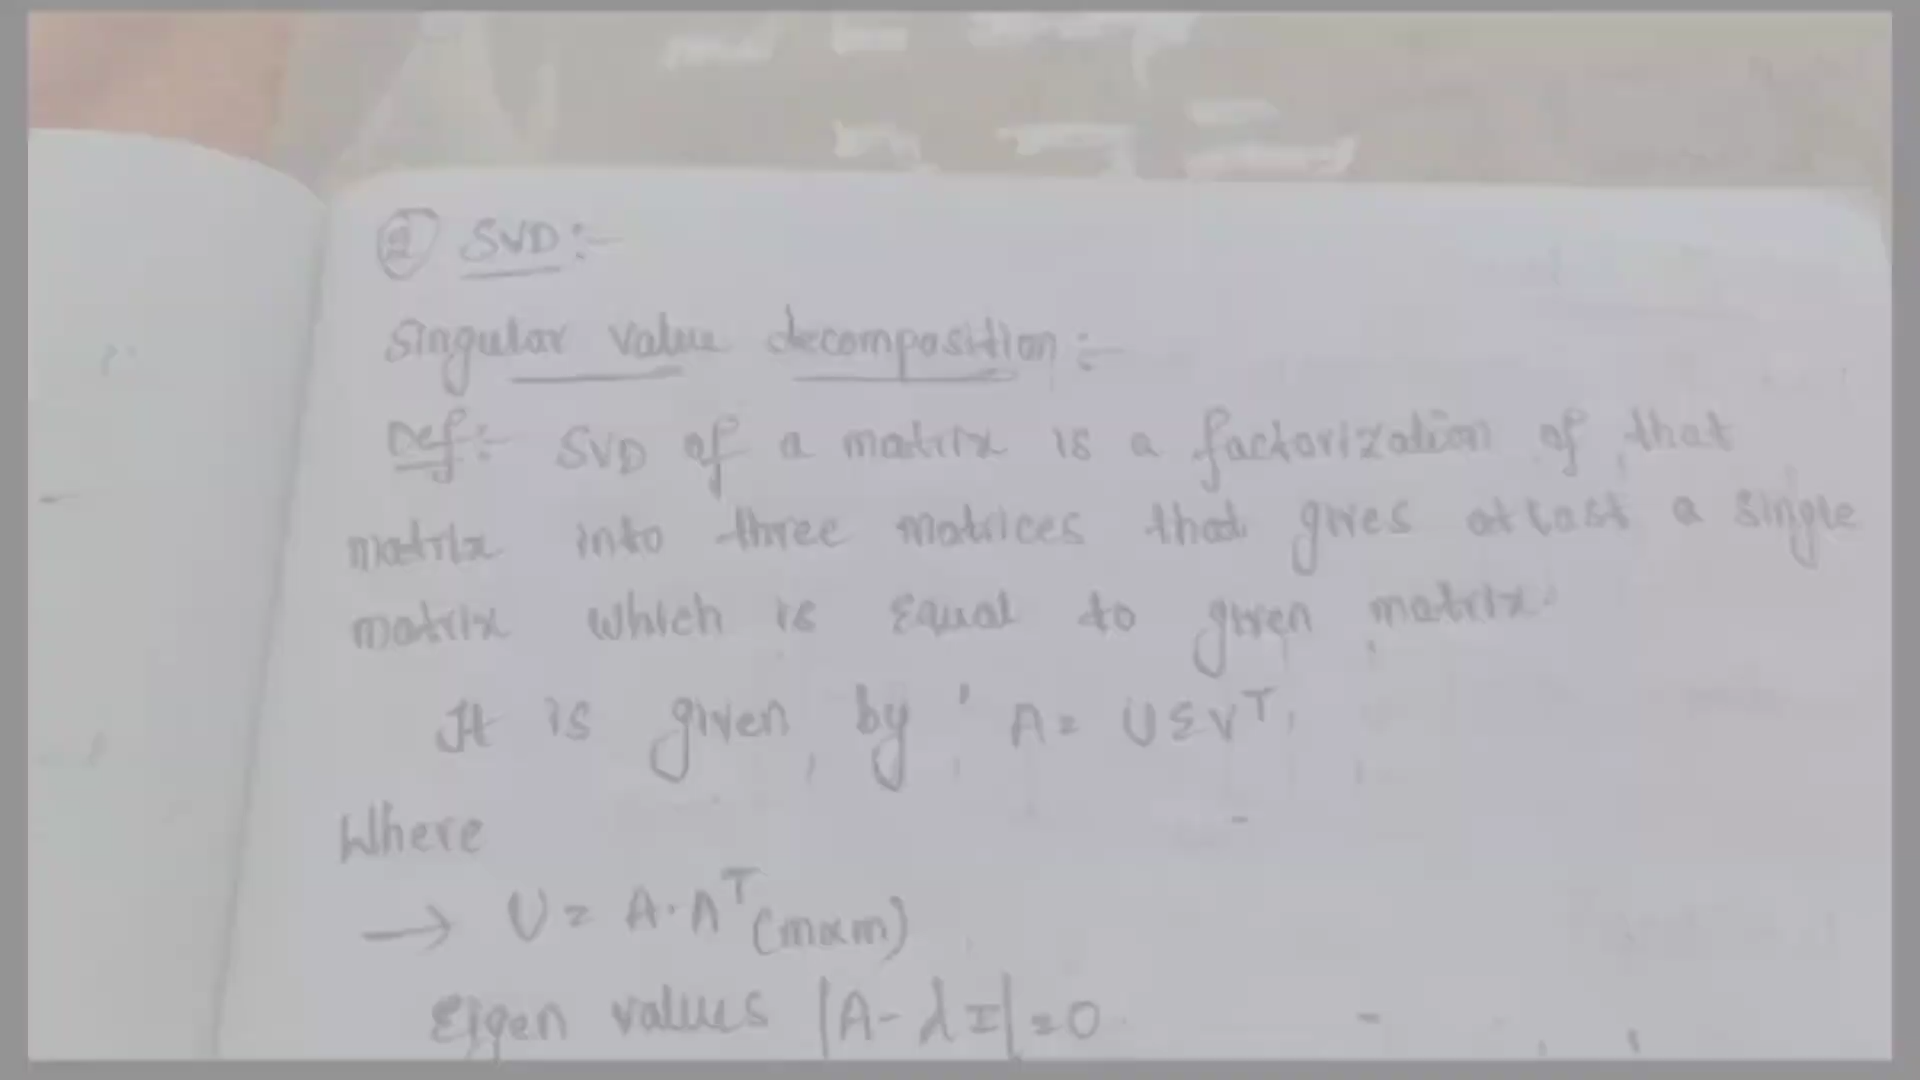 ② SVD:-
Singular value decomposition:-
Def:- SVD of a matrix is a factorization of that
matrix into three matrices that gives atlast a single
matrix which is equal to given matrix.
It is given by ' A = UΣV^T '
Where
→ U = A·A^T (m×m)
Eigen values |A-λI|=0